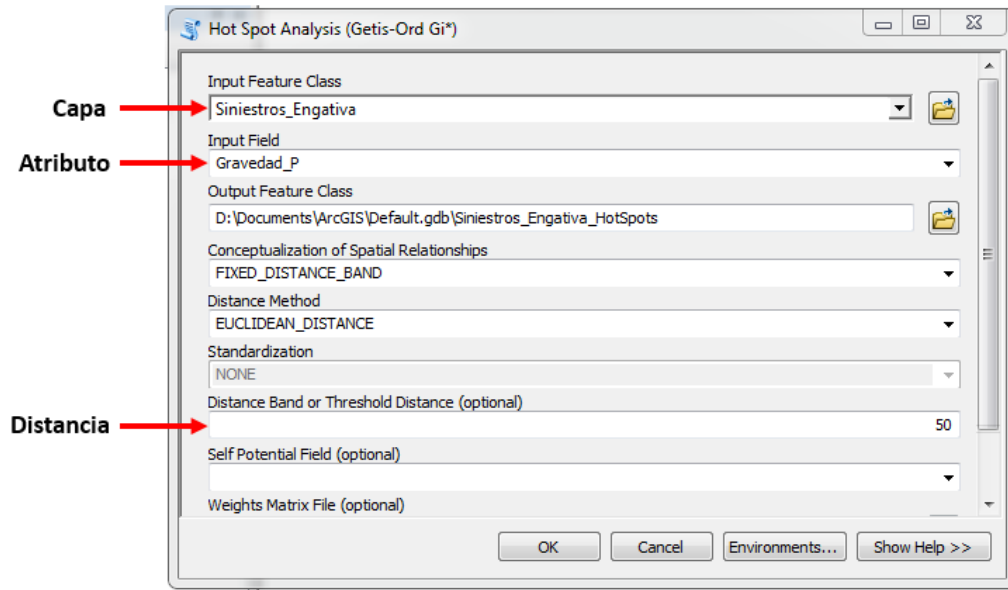 Hot Spot Analysis (Getis-Ord Gi*)
Input Feature Class
Capa
Siniestros_Engativa
Input Field
Atributo
Gravedad_P
Output Feature Class
D:\Documents\ArcGIS\Default.gdb\Siniestros_Engativa_HotSpots
Conceptualization of Spatial Relationships
FIXED_DISTANCE_BAND
Distance Method
EUCLIDEAN_DISTANCE
Standardization
NONE
Distance Band or Threshold Distance (optional)
Distancia
50
Self Potential Field (optional)
Weights Matrix File (optional)
OK Cancel Environments... Show Help >>